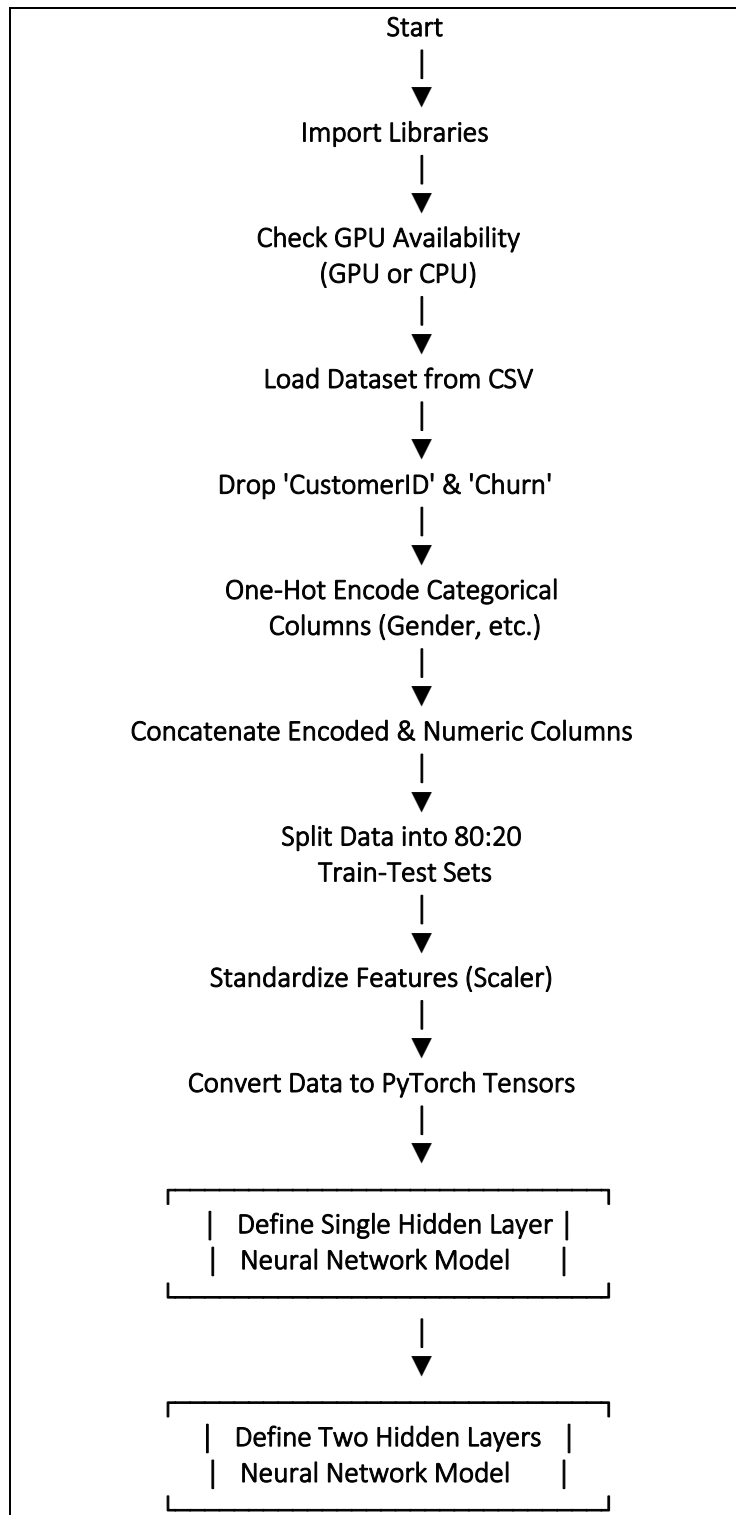 Start
|
▼
Import Libraries
|
▼
Check GPU Availability
(GPU or CPU)
|
▼
Load Dataset from CSV
|
▼
Drop 'CustomerID' & 'Churn'
|
▼
One-Hot Encode Categorical
Columns (Gender, etc.)
|
▼
Concatenate Encoded & Numeric Columns
|
▼
Split Data into 80:20
Train-Test Sets
|
▼
Standardize Features (Scaler)
|
▼
Convert Data to PyTorch Tensors
|
▼
| Define Single Hidden Layer |
| Neural Network Model |
|
▼
| Define Two Hidden Layers |
| Neural Network Model |